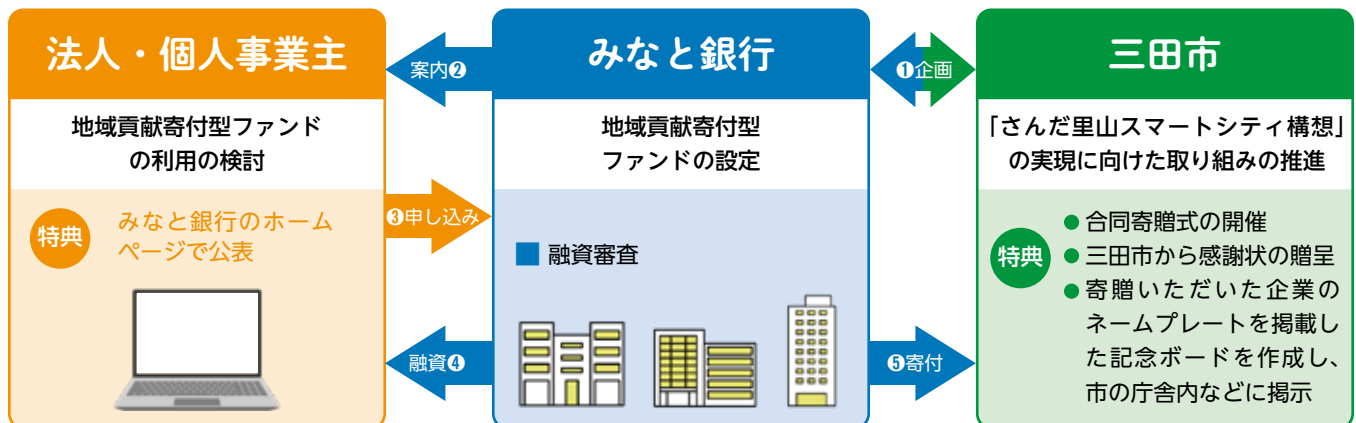 法人・個人事業主
地域貢献寄付型ファンド
の利用の検討
特典
みなと銀行のホーム
ページで公表
案内❷
❸申し込み
融資❹
みなと銀行
地域貢献寄付型
ファンドの設定
融資審査
❶企画
❺寄付
三田市
「さんだ里山スマートシティ構想」
の実現に向けた取り組みの推進
特典
●合同寄贈式の開催
●三田市から感謝状の贈呈
●寄贈いただいた企業の
ネームプレートを掲載し
た記念ボードを作成し、
市の庁舎内などに掲示